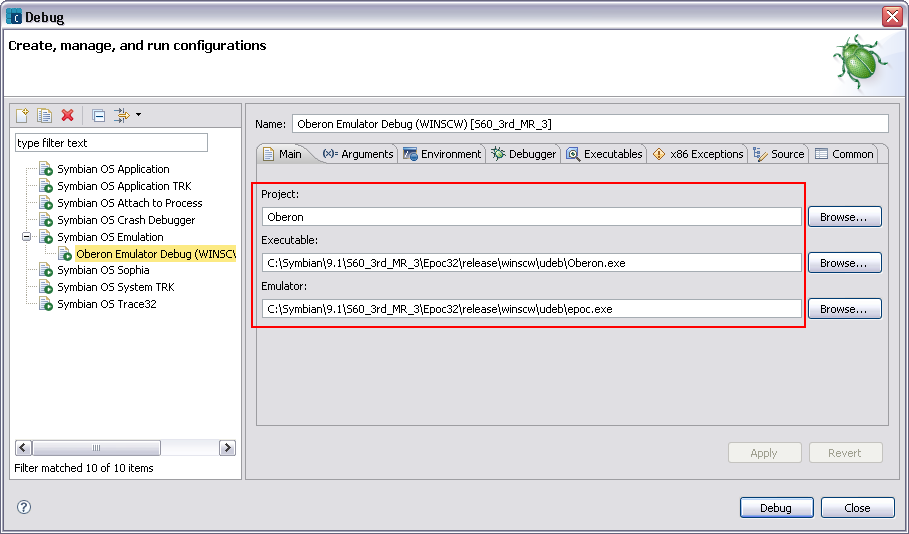 Debug
Create, manage, and run configurations
type filter text
Symbian OS Application
Symbian OS Application TRK
Symbian OS Attach to Process
Symbian OS Crash Debugger
Symbian OS Emulation
Oberon Emulator Debug (WINSCW
Symbian OS Sophia
Symbian OS System TRK
Symbian OS Trace32
Filter matched 10 of 10 items
Name: Oberon Emulator Debug (WINSCW) [S60_3rd_MR_3]
Main (x)= Arguments Environment Debugger Executables x86 Exceptions Source Common
Project:
Oberon
Browse...
Executable:
C:\Symbian\9.1\S60_3rd_MR_3\Epoc32\release\winscw\udeb\Oberon.exe
Browse...
Emulator:
C:\Symbian\9.1\S60_3rd_MR_3\Epoc32\release\winscw\udeb\epoc.exe
Browse...
Apply Revert
Debug Close